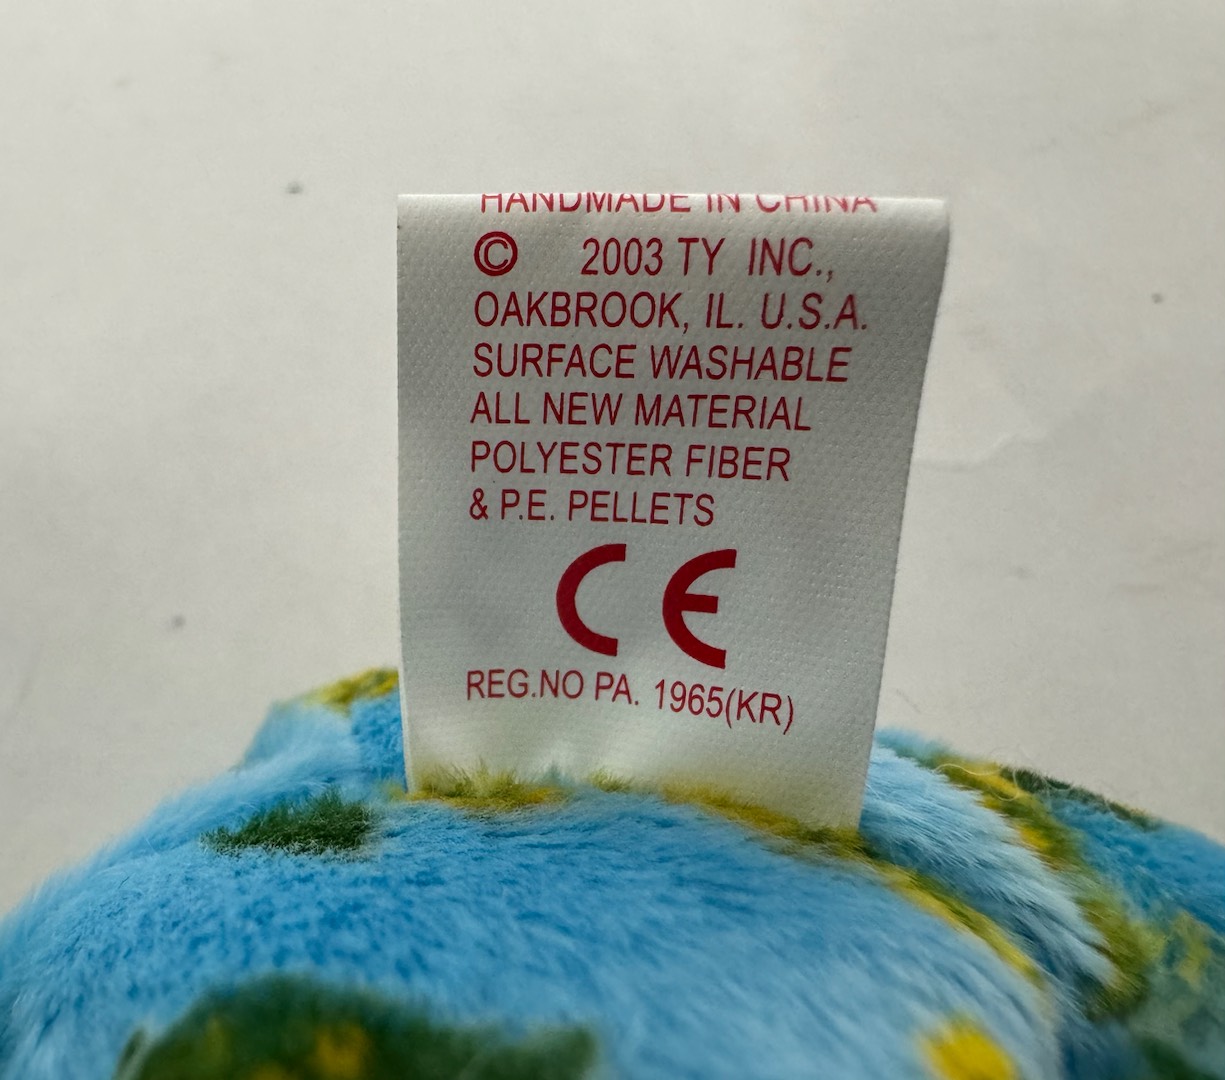 HANDMADE IN CHINA
© 2003 TY INC.,
OAKBROOK, IL. U.S.A.
SURFACE WASHABLE
ALL NEW MATERIAL
POLYESTER FIBER
& P.E. PELLETS
CE
REG.NO PA. 1965(KR)